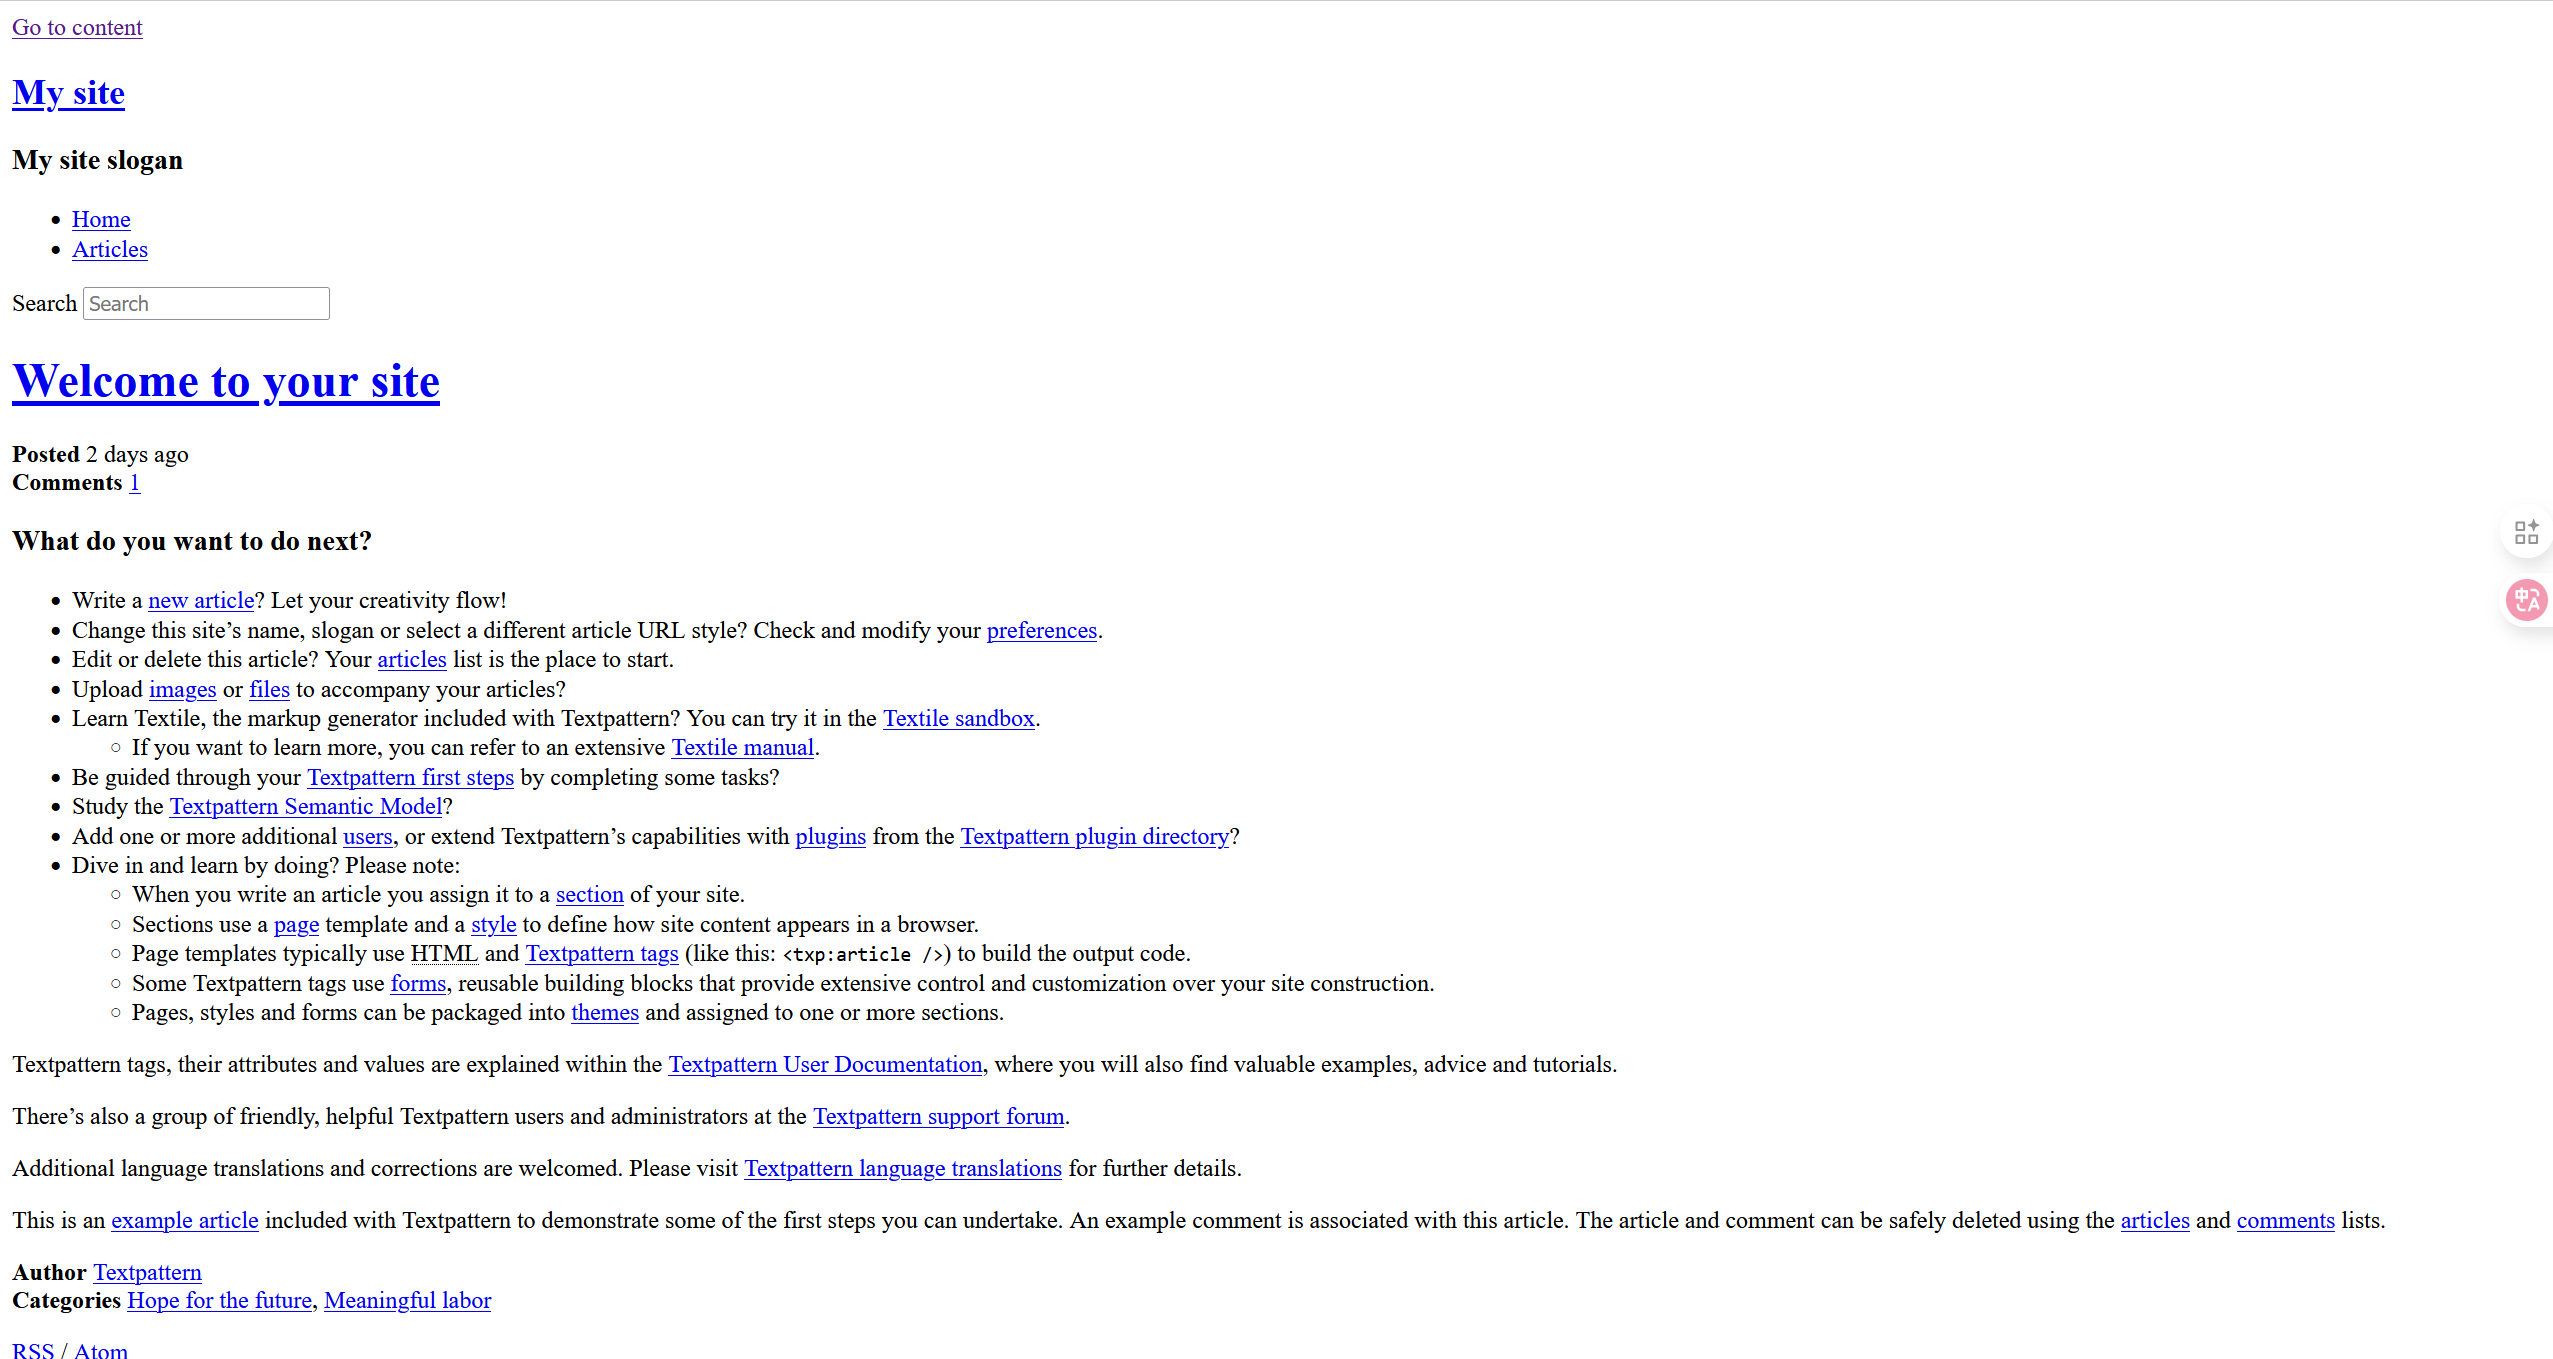 Go to content
My site
My site slogan
Home
Articles
Search Search
Welcome to your site
Posted 2 days ago
Comments 1
What do you want to do next?
Write a new article? Let your creativity flow!
Change this site’s name, slogan or select a different article URL style? Check and modify your preferences.
Edit or delete this article? Your articles list is the place to start.
Upload images or files to accompany your articles?
Learn Textile, the markup generator included with Textpattern? You can try it in the Textile sandbox.
If you want to learn more, you can refer to an extensive Textile manual.
Be guided through your Textpattern first steps by completing some tasks?
Study the Textpattern Semantic Model?
Add one or more additional users, or extend Textpattern’s capabilities with plugins from the Textpattern plugin directory?
Dive in and learn by doing? Please note:
When you write an article you assign it to a section of your site.
Sections use a page template and a style to define how site content appears in a browser.
Page templates typically use HTML and Textpattern tags (like this: <txp:article />) to build the output code.
Some Textpattern tags use forms, reusable building blocks that provide extensive control and customization over your site construction.
Pages, styles and forms can be packaged into themes and assigned to one or more sections.
Textpattern tags, their attributes and values are explained within the Textpattern User Documentation, where you will also find valuable examples, advice and tutorials.
There’s also a group of friendly, helpful Textpattern users and administrators at the Textpattern support forum.
Additional language translations and corrections are welcomed. Please visit Textpattern language translations for further details.
This is an example article included with Textpattern to demonstrate some of the first steps you can undertake. An example comment is associated with this article. The article and comment can be safely deleted using the articles and comments lists.
Author Textpattern
Categories Hope for the future, Meaningful labor
RSS / Atom
中A